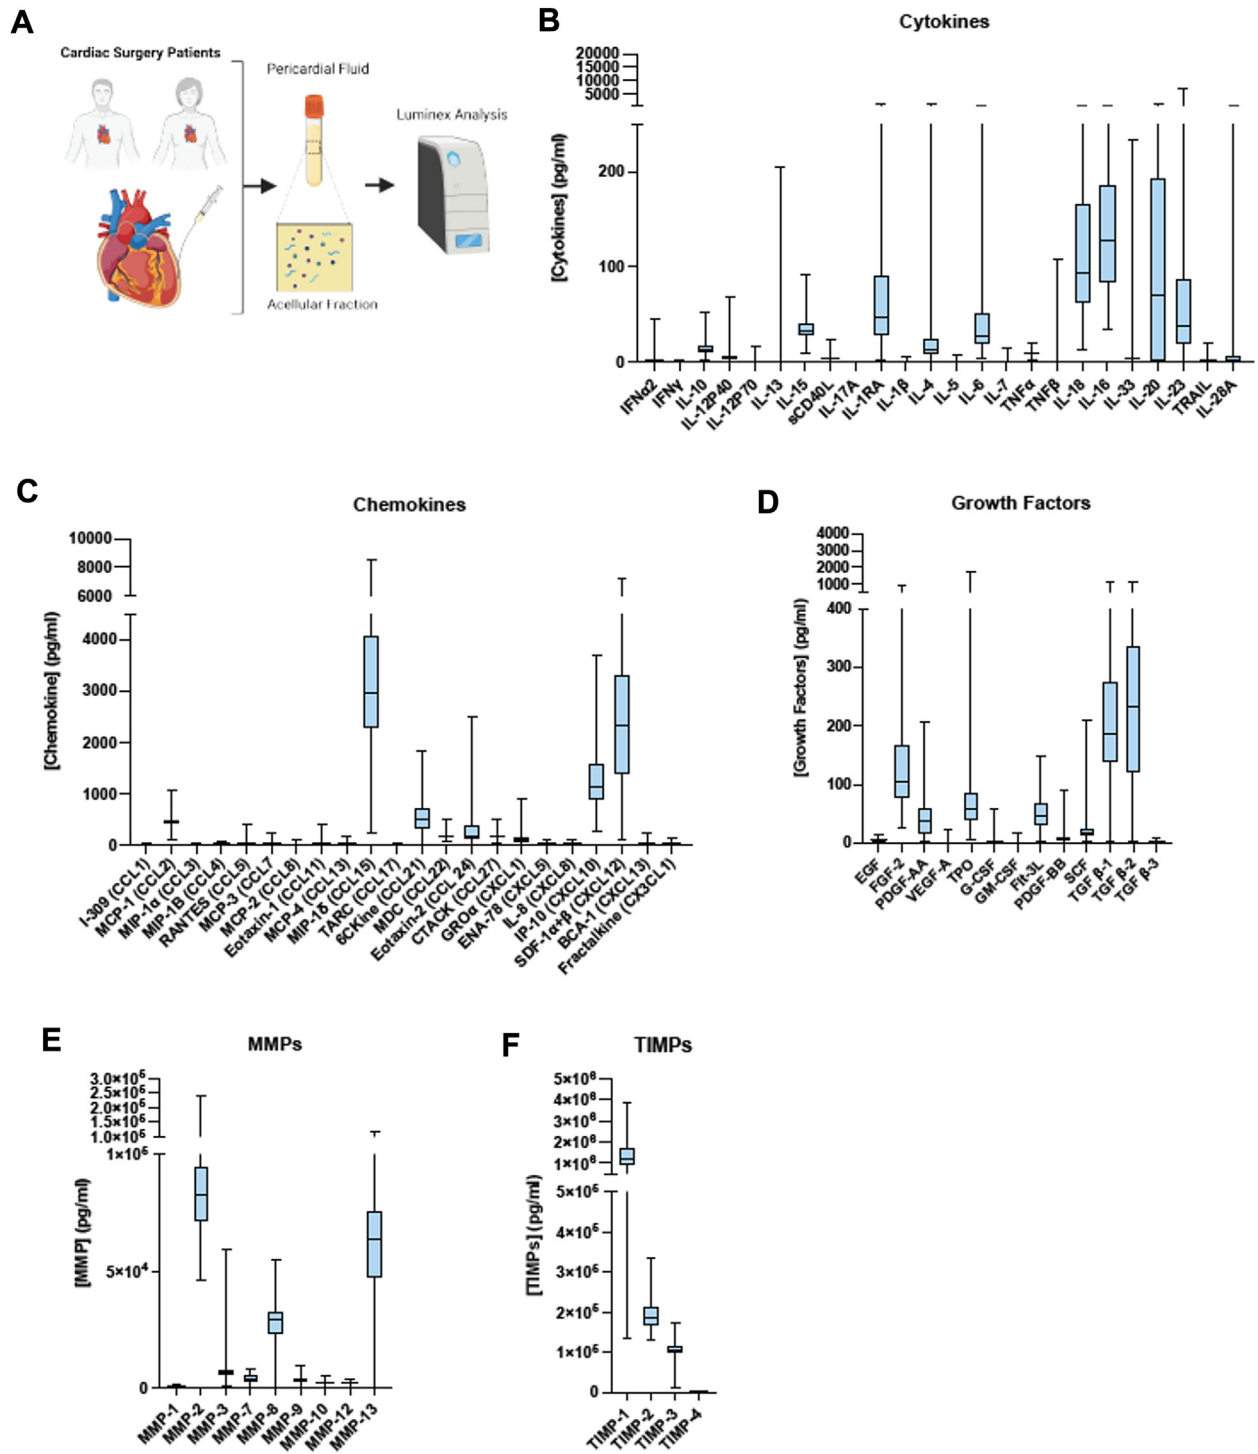 A
Cardiac Surgery Patients
Pericardial Fluid
Luminex Analysis
Acellular Fraction
B
Cytokines
[Cytokines] (pg/ml)
20000
15000
10000
5000
200
100
0
IFNα2
IFNγ
IL-10
IL-12P40
IL-12P70
IL-13
IL-15
sCD40L
IL-17A
IL-1RA
IL-1β
IL-4
IL-5
IL-6
IL-7
TNFα
TNFβ
IL-18
IL-16
IL-33
IL-20
IL-23
TRAIL
IL-28A
C
Chemokines
[Chemokine] (pg/ml)
10000
8000
6000
4000
3000
2000
1000
0
I-309 (CCL1)
MCP-1 (CCL2)
MIP-1α (CCL3)
MIP-1B (CCL4)
RANTES (CCL5)
MCP-3 (CCL7
MCP-2 (CCL8)
Eotaxin-1 (CCL11)
MCP-4 (CCL13)
MIP-1δ (CCL15)
TARC (CCL17)
6CKine (CCL21)
MDC (CCL22)
Eotaxin-2 (CCL 24)
CTACK (CCL27)
GROα (CXCL1)
ENA-78 (CXCL5)
IL-8 (CXCL8)
IP-10 (CXCL10)
SDF-1α+β (CXCL12)
BCA-1 (CXCL13)
Fractalkine (CX3CL-1)
D
Growth Factors
[Growth Factors] (pg/ml)
4000
3000
2000
1000
400
300
200
100
0
EGF
FGF-2
PDGF-AA
VEGF-A
TPO
G-CSF
GM-CSF
Flt-3L
PDGF-BB
SCF
TGF β-1
TGF β-2
TGF β-3
E
MMPs
[MMP] (pg/ml)
3.0×10⁶
2.5×10⁶
2.0×10⁶
1.5×10⁶
1.0×10⁶
1×10⁵
5×10⁴
0
MMP-1
MMP-2
MMP-3
MMP-7
MMP-8
MMP-9
MMP-10
MMP-12
MMP-13
F
TIMPs
[TIMPs] (pg/ml)
5×10⁶
4×10⁶
3×10⁶
2×10⁶
1×10⁶
5×10⁵
4×10⁵
3×10⁵
2×10⁵
1×10⁵
0
TIMP-1
TIMP-2
TIMP-3
TIMP-4